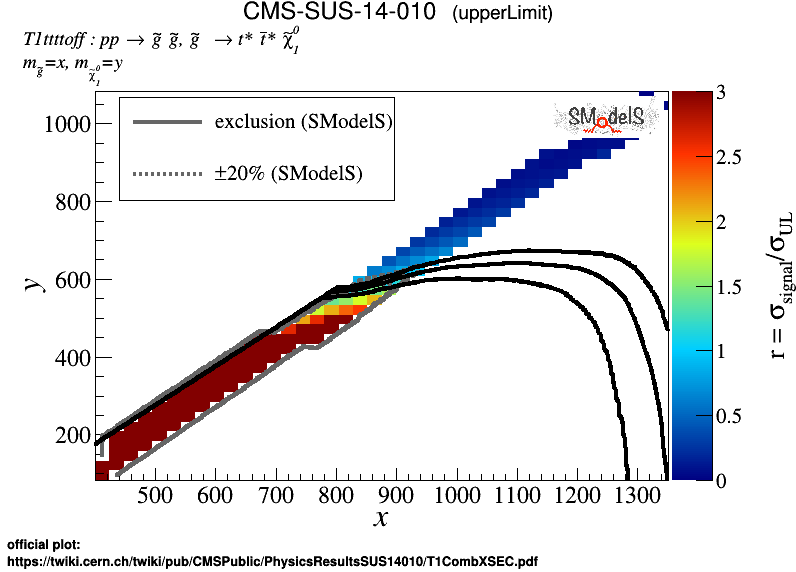 CMS-SUS-14-010 (upperLimit)
T1ttttoff : pp → g̃ g̃, g̃ → t* t̄* χ̃⁰₁
m_g̃=x, m_χ̃⁰₁=y
exclusion (SModelS)
±20% (SModelS)
SModelS
y
1000
800
600
400
200
500 600 700 800 900 1000 1100 1200 1300
x
3
2.5
2
1.5
1
0.5
0
r = σsignal/σUL
official plot:
https://twiki.cern.ch/twiki/pub/CMSPublic/PhysicsResultsSUS14010/T1CombXSEC.pdf